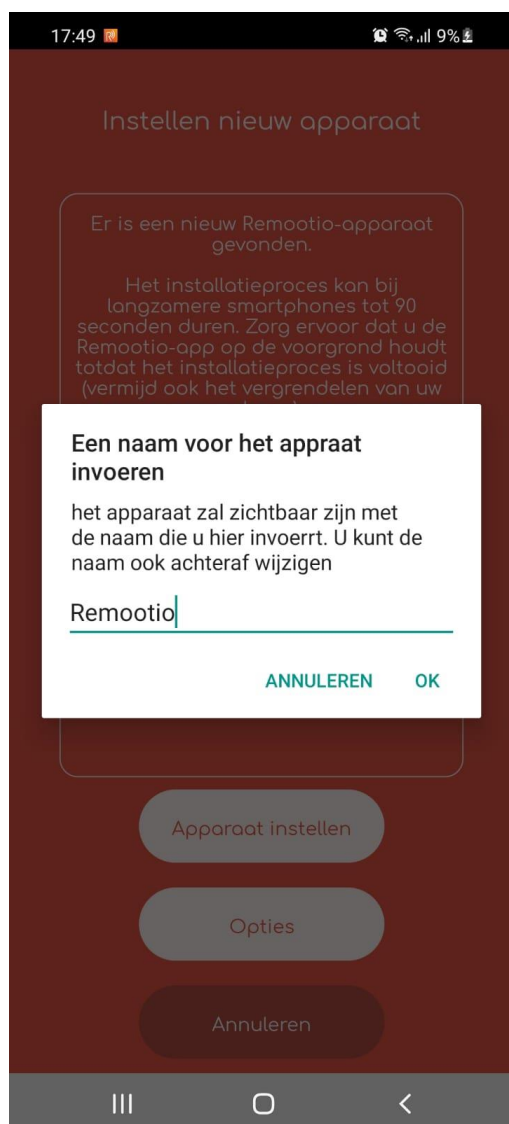 17:49
9%
Instellen nieuw apparaat
Er is een nieuw Remootio-apparaat
gevonden.
Het installatieproces kan bij
langzamere smartphones tot 90
seconden duren. Zorg ervoor dat u de
Remootio-app op de voorgrond houdt
totdat het installatieproces is voltooid
(vermijd ook het vergrendelen van uw
Een naam voor het appraat
invoeren
het apparaat zal zichtbaar zijn met
de naam die u hier invoerrt. U kunt de
naam ook achteraf wijzigen
Remootio
ANNULEREN OK
Apparaat instellen
Opties
Annuleren